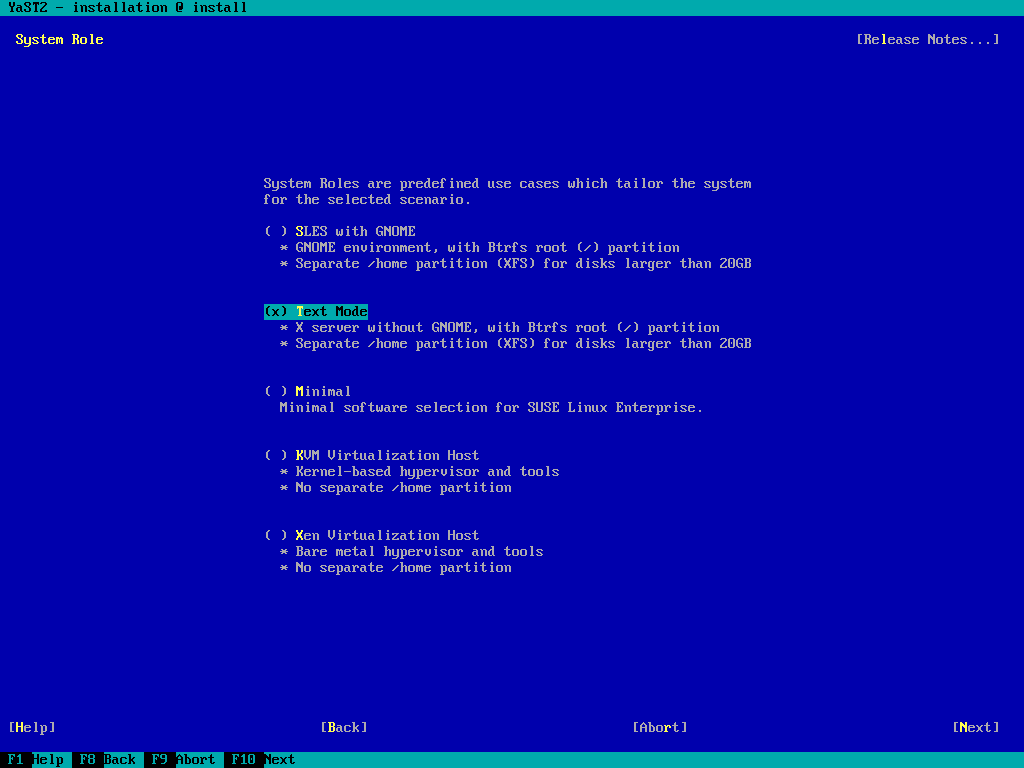 YaST2 - installation @ install
System Role [Release Notes...]
System Roles are predefined use cases which tailor the system
for the selected scenario.
( ) SLES with GNOME
* GNOME environment, with Btrfs root (/) partition
* Separate /home partition (XFS) for disks larger than 20GB
(x) Text Mode
* X server without GNOME, with Btrfs root (/) partition
* Separate /home partition (XFS) for disks larger than 20GB
( ) Minimal
Minimal software selection for SUSE Linux Enterprise.
( ) KVM Virtualization Host
* Kernel-based hypervisor and tools
* No separate /home partition
( ) Xen Virtualization Host
* Bare metal hypervisor and tools
* No separate /home partition
[Help] [Back] [Abort] [Next]
F1 Help F8 Back F9 Abort F10 Next